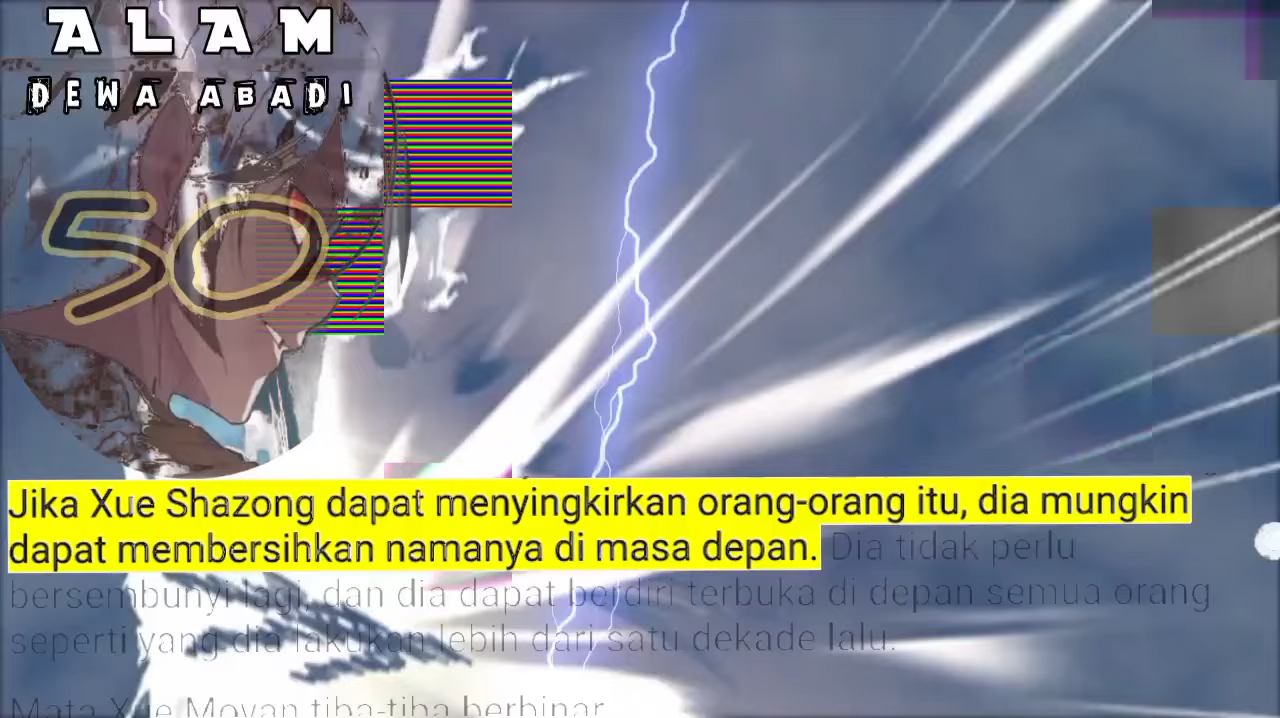 ALAM
DEWA ABADI
50
Jika Xue Shazong dapat menyingkirkan orang-orang itu, dia mungkin
dapat membersihkan namanya di masa depan. Dia tidak perlu
bersembunyi lagi, dan dia dapat berdiri terbuka di depan semua orang
seperti yang dia lakukan lebih dari satu dekade lalu.
Mata Xue Moyan tiba-tiba berbinar